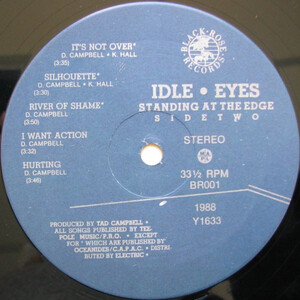 BLACK·ROSE
RECORDS
IT'S NOT OVER*
D. CAMPBELL • K. HALL
(3:35)
SILHOUETTE*
D. CAMPBELL • K. HALL
(3:32)
RIVER OF SHAME*
D. CAMPBELL
(3:50)
I WANT ACTION
D. CAMPBELL
(3:32)
HURTING
D. CAMPBELL
(3:46)
IDLE • EYES
STANDING AT THE EDGE
SIDE TWO
STEREO
33⅓ RPM
BR001
1988
Y1633
PRODUCED BY TAD CAMPBELL •
ALL SONGS PUBLISHED BY TEL-
POLE MUSIC/P.R.O. • EXCEPT
FOR * WHICH ARE PUBLISHED BY
OCEANIDES/C.A.P.A.C. • DISTRI-
BUTED BY ELECTRIC •